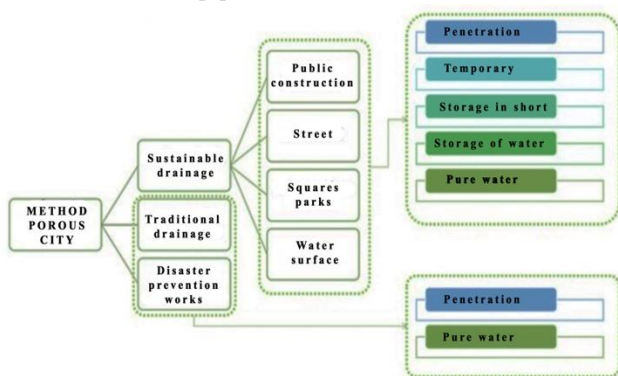 METHOD
POROUS
CITY
Sustainable
drainage
Traditional
drainage
Disaster
prevention
works
Public
construction
Street
Squares
parks
Water
surface
Penetration
Temporary
Storage in short
Storage of water
Pure water
Penetration
Pure water